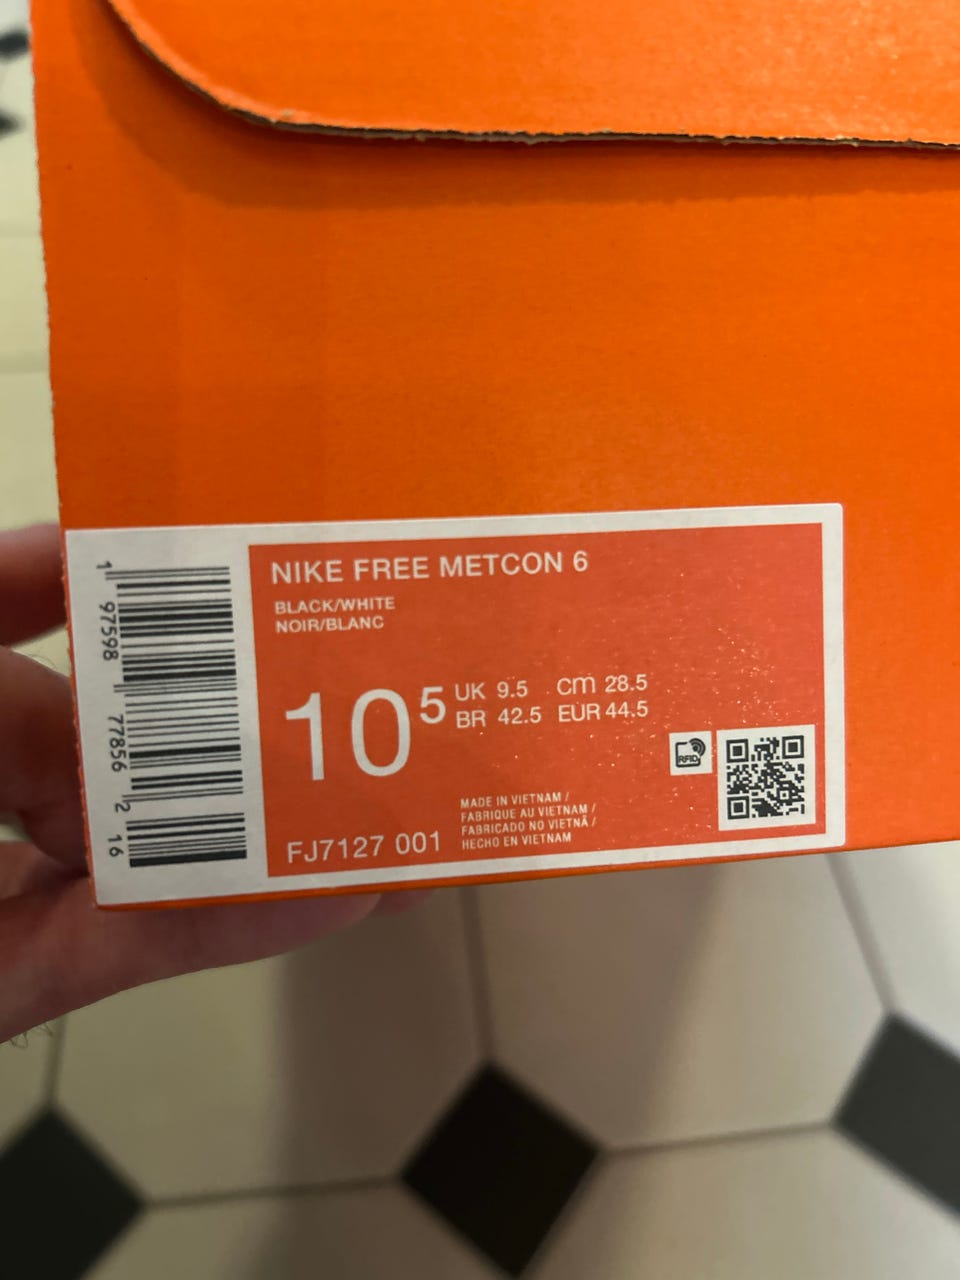 NIKE FREE METCON 6
BLACK/WHITE
NOIR/BLANC
10 5
UK 9.5 cm 28.5
BR 42.5 EUR 44.5
RFID
FJ7127 001
MADE IN VIETNAM /
FABRIQUE AU VIETNAM /
FABRICADO NO VIETNÃ /
HECHO EN VIETNAM
1 97598 77856 2 16